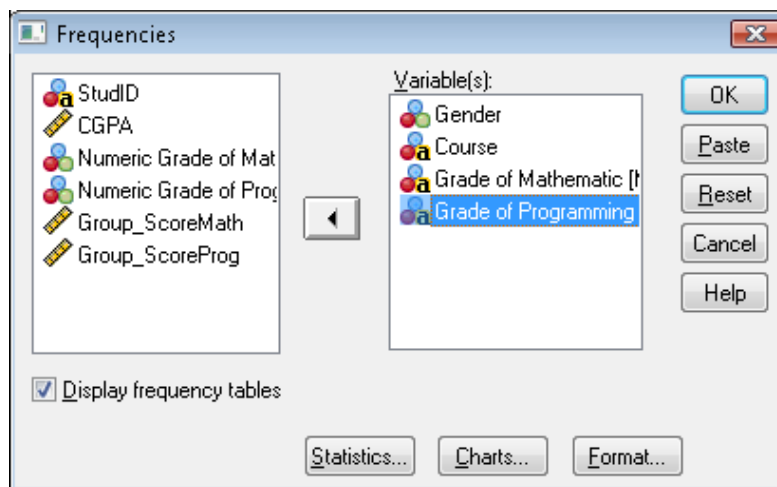 Frequencies
StudID
CGPA
Numeric Grade of Mat
Numeric Grade of Prog
Group_ScoreMath
Group_ScoreProg
Display frequency tables
Variable(s):
Gender
Course
Grade of Mathematic [M
Grade of Programming
OK
Paste
Reset
Cancel
Help
Statistics...
Charts...
Format...